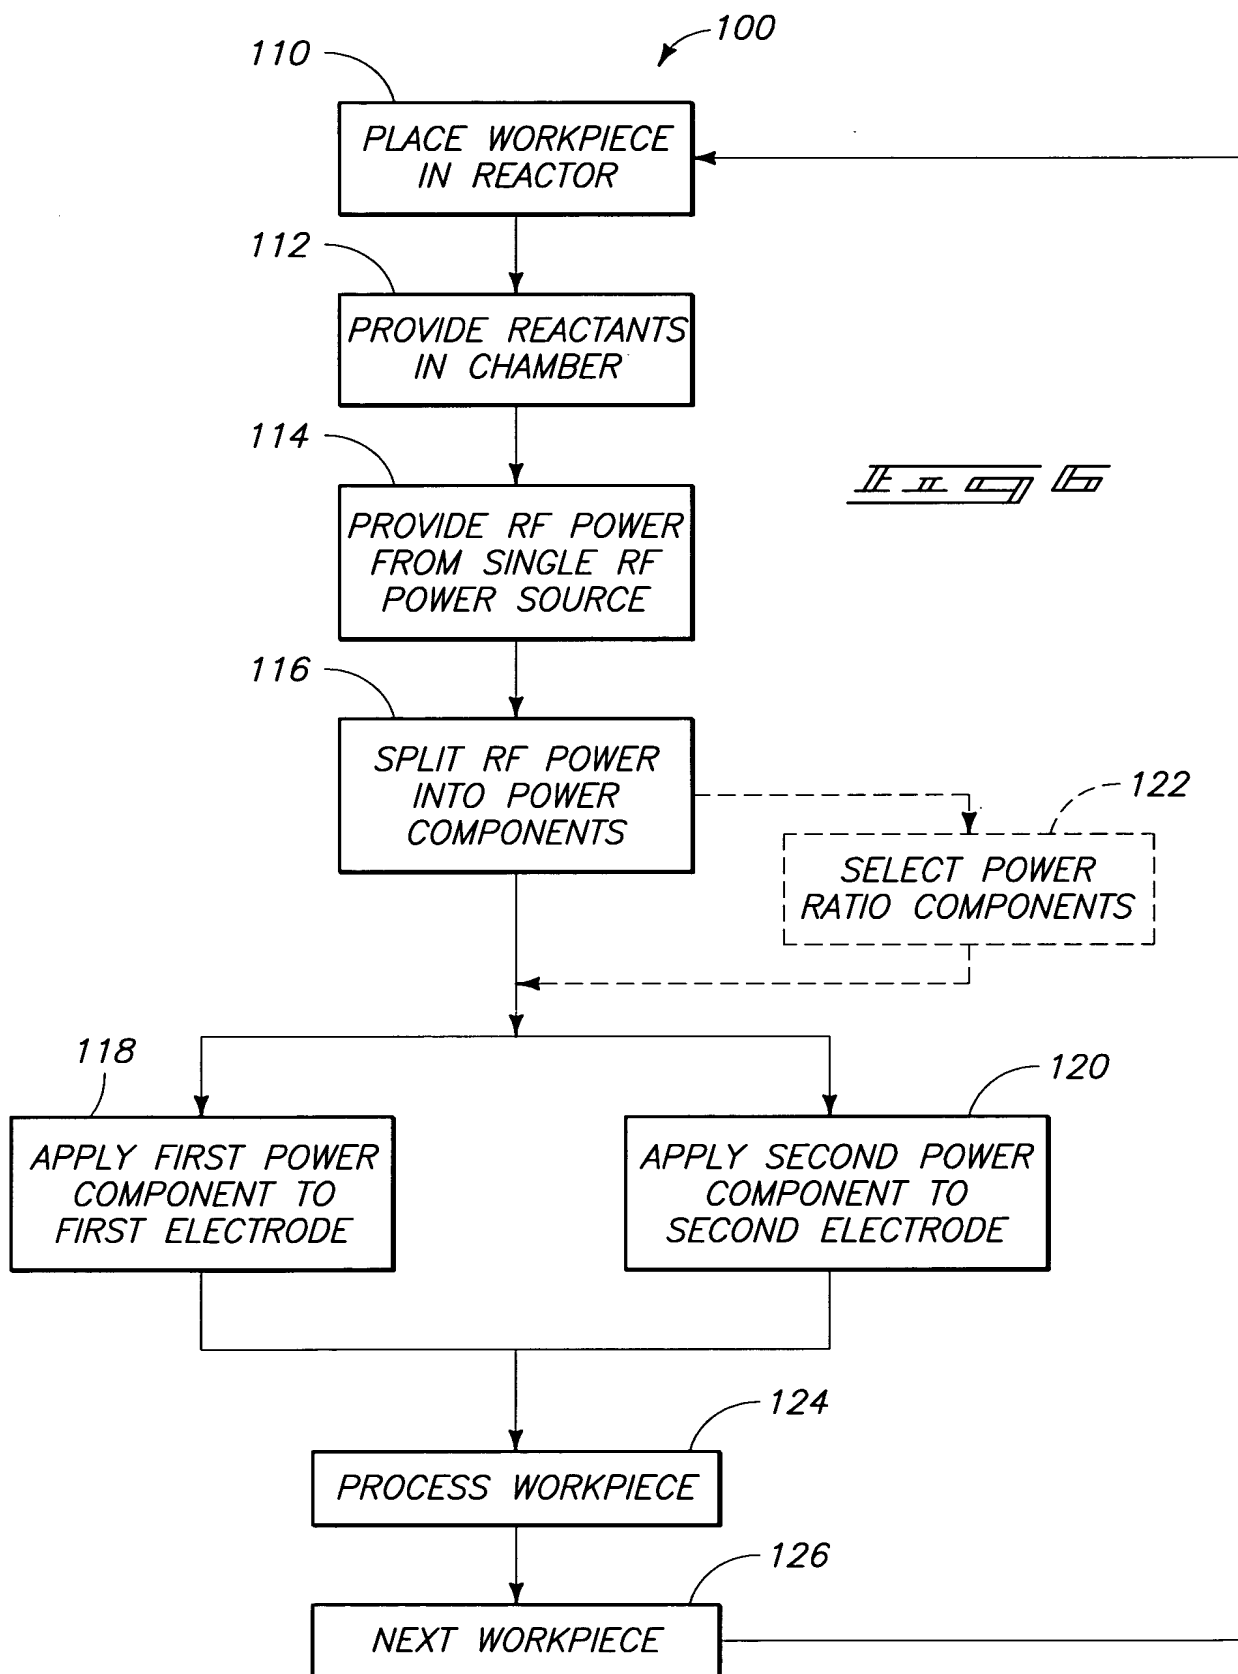 100
110
PLACE WORKPIECE
IN REACTOR
112
PROVIDE REACTANTS
IN CHAMBER
114
PROVIDE RF POWER
FROM SINGLE RF
POWER SOURCE
Fig 6
116
SPLIT RF POWER
INTO POWER
COMPONENTS
122
SELECT POWER
RATIO COMPONENTS
118
APPLY FIRST POWER
COMPONENT TO
FIRST ELECTRODE
120
APPLY SECOND POWER
COMPONENT TO
SECOND ELECTRODE
124
PROCESS WORKPIECE
126
NEXT WORKPIECE